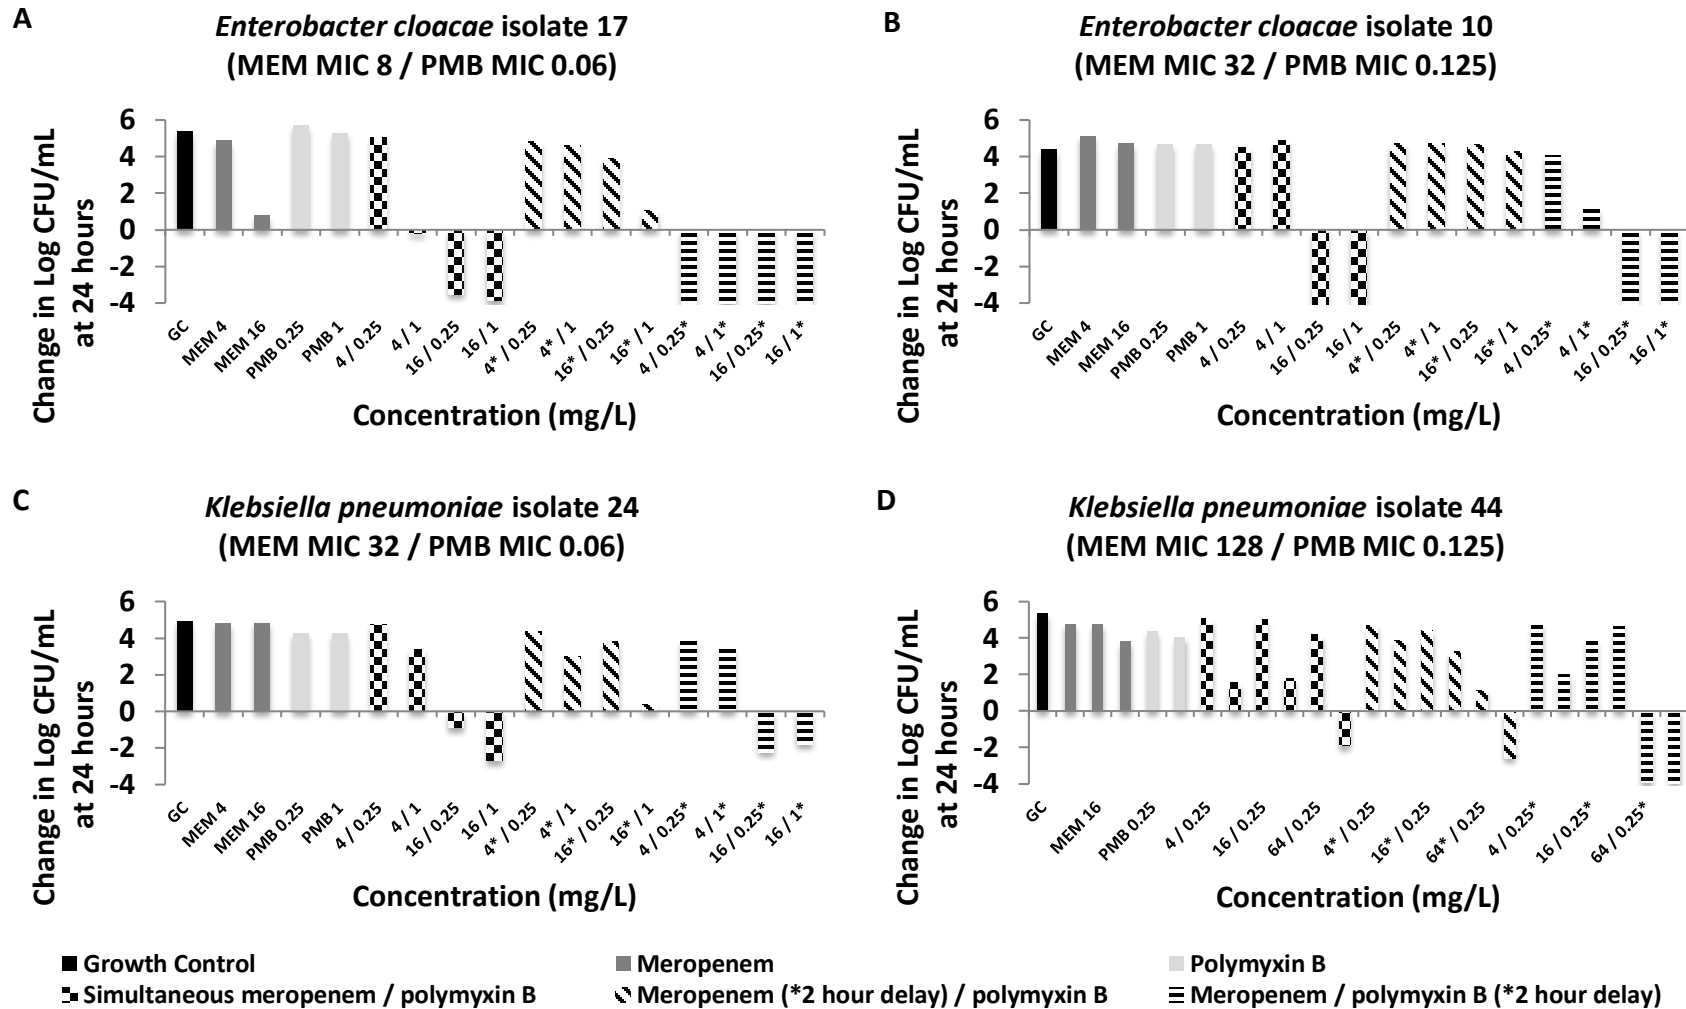 A
Enterobacter cloacae isolate 17
(MEM MIC 8 / PMB MIC 0.06)
Change in Log CFU/mL
at 24 hours
6
4
2
0
-2
-4
GC
MEM 4
MEM 16
PMB 0.25
PMB 1
4 / 0.25
4 / 1
16 / 0.25
16 / 1
4* / 0.25
4* / 1
16* / 0.25
16* / 1
4 / 0.25*
4 / 1*
16 / 0.25*
16 / 1*
Concentration (mg/L)
B
Enterobacter cloacae isolate 10
(MEM MIC 32 / PMB MIC 0.125)
Change in Log CFU/mL
at 24 hours
6
4
2
0
-2
-4
GC
MEM 4
MEM 16
PMB 0.25
PMB 1
4 / 0.25
4 / 1
16 / 0.25
16 / 1
4* / 0.25
4* / 1
16* / 0.25
16* / 1
4 / 0.25*
4 / 1*
16 / 0.25*
16 / 1*
Concentration (mg/L)
C
Klebsiella pneumoniae isolate 24
(MEM MIC 32 / PMB MIC 0.06)
Change in Log CFU/mL
at 24 hours
6
4
2
0
-2
-4
GC
MEM 4
MEM 16
PMB 0.25
PMB 1
4 / 0.25
4 / 1
16 / 0.25
16 / 1
4* / 0.25
4* / 1
16* / 0.25
16* / 1
4 / 0.25*
4 / 1*
16 / 0.25*
16 / 1*
Concentration (mg/L)
D
Klebsiella pneumoniae isolate 44
(MEM MIC 128 / PMB MIC 0.125)
Change in Log CFU/mL
at 24 hours
6
4
2
0
-2
-4
GC
MEM 16
PMB 0.25
4 / 0.25
16 / 0.25
64 / 0.25
4* / 0.25
16* / 0.25
64* / 0.25
4 / 0.25*
16 / 0.25*
64 / 0.25*
Concentration (mg/L)
Growth Control
Meropenem
Polymyxin B
Simultaneous meropenem / polymyxin B
Meropenem (*2 hour delay) / polymyxin B
Meropenem / polymyxin B (*2 hour delay)